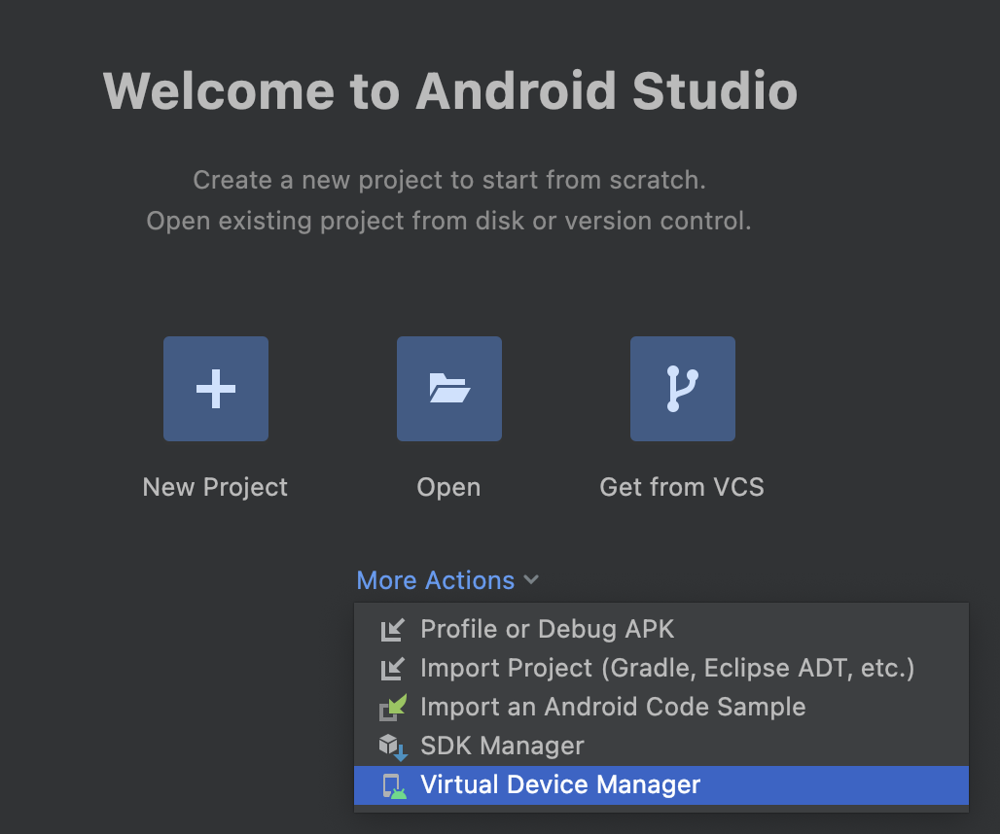 Welcome to Android Studio
Create a new project to start from scratch.
Open existing project from disk or version control.
New Project
Open
Get from VCS
More Actions
Profile or Debug APK
Import Project (Gradle, Eclipse ADT, etc.)
Import an Android Code Sample
SDK Manager
Virtual Device Manager